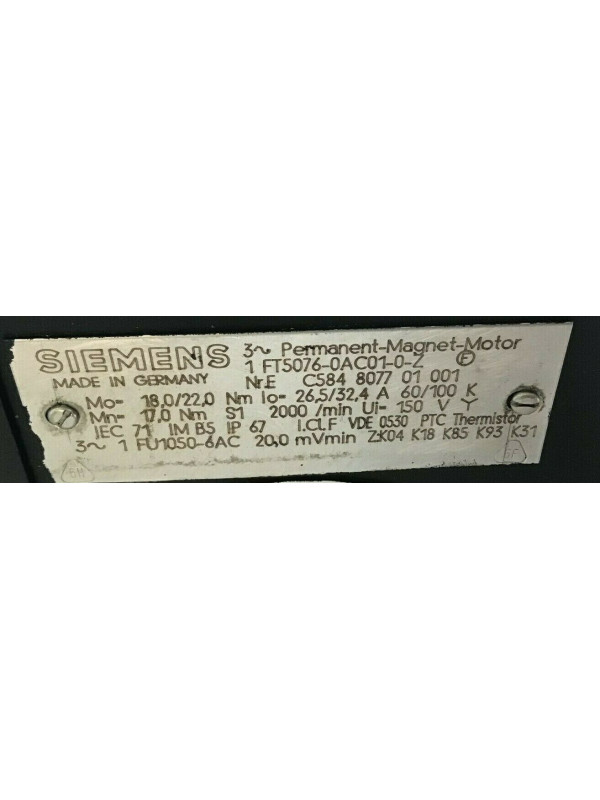 SIEMENS 3~ Permanent-Magnet-Motor
1 FT5076-0AC01-0-Z F
MADE IN GERMANY Nr.E C584 8077 01 001
Mo= 18,0/22,0 Nm Io= 26,5/32,4 A 60/100 K
Mn= 17,0 Nm S1 2000 /min Ui= 150 V Y
IEC 71 IM B5 IP 67 I.CL.F VDE 0530 PTC Thermistor
3~ 1 FU1050-6AC 20,0 mVmin Z:K04 K18 K85 K93 K31